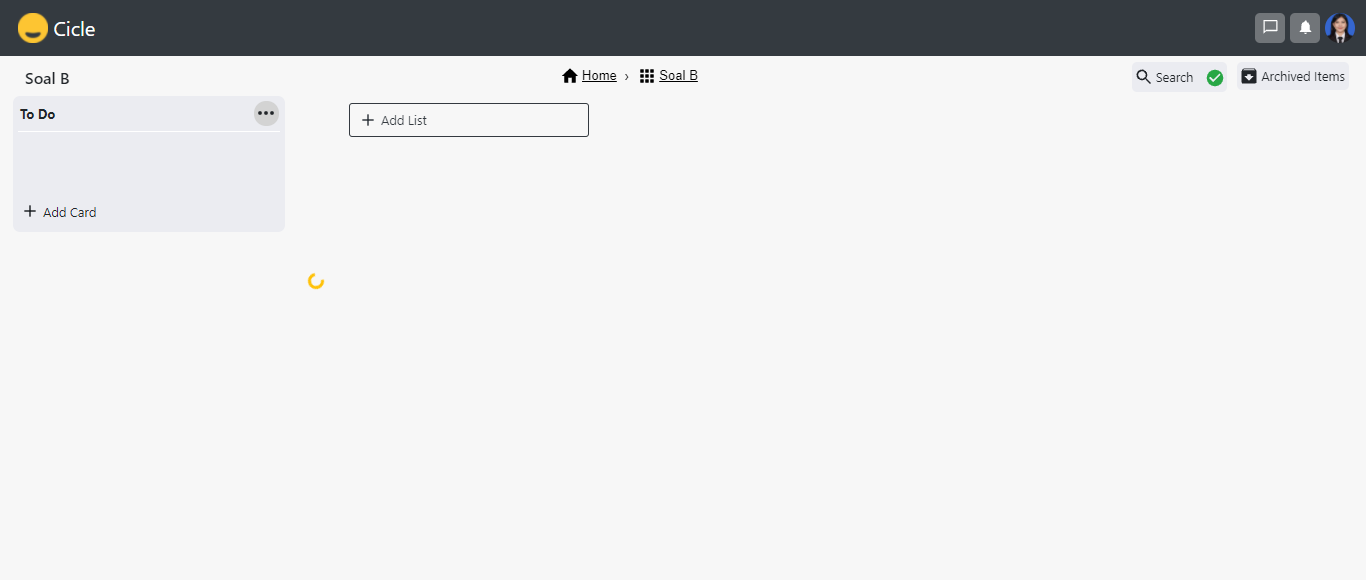 Cicle
Soal B
Home › Soal B
Search
Archived Items
To Do
Add List
Add Card